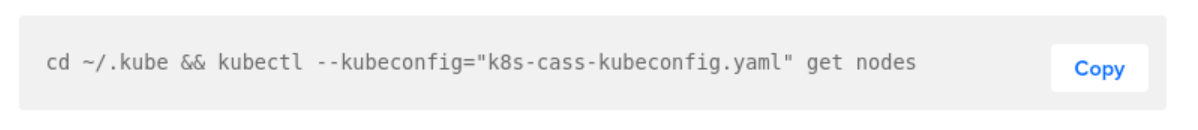 cd ~/.kube && kubectl --kubeconfig="k8s-cass-kubeconfig.yaml" get nodes
Copy